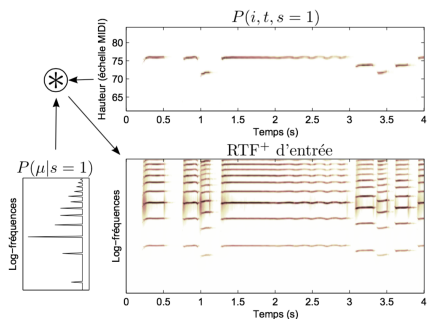 P(i, t, s = 1)
Hauteur (échelle MIDI)
80
75
70
65
0 0.5 1 1.5 2 2.5 3 3.5 4
Temps (s)
P(μ|s = 1)
Log−fréquences
RTF+ d'entrée
Log−fréquences
0 0.5 1 1.5 2 2.5 3 3.5 4
Temps (s)